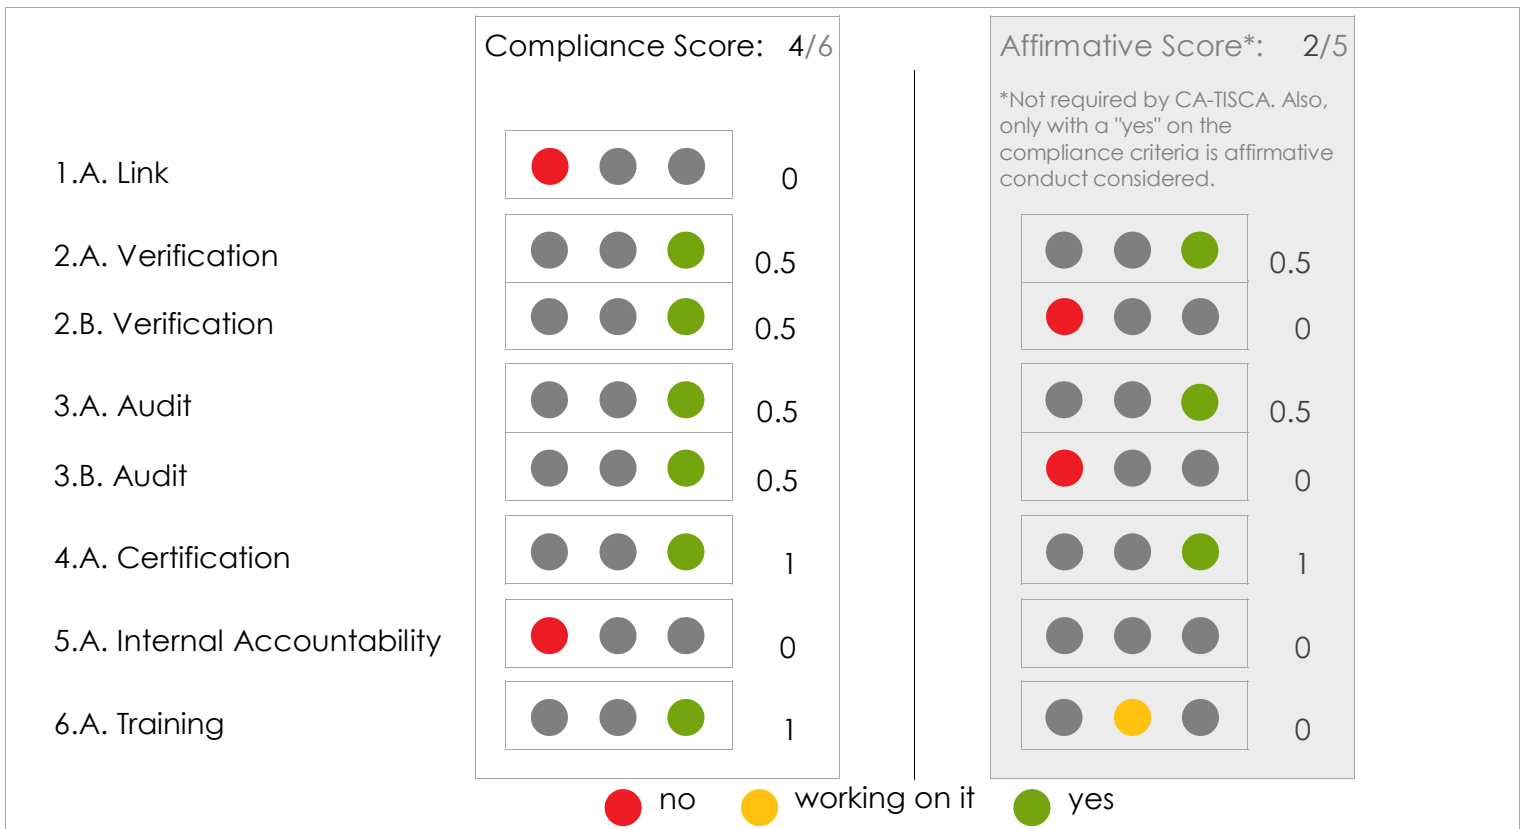 Compliance Score: 4/6
Affirmative Score*: 2/5
*Not required by CA-TISCA. Also,
only with a "yes" on the
compliance criteria is affirmative
conduct considered.
1.A. Link 0
2.A. Verification 0.5 0.5
2.B. Verification 0.5 0
3.A. Audit 0.5 0.5
3.B. Audit 0.5 0
4.A. Certification 1 1
5.A. Internal Accountability 0 0
6.A. Training 1 0
no working on it yes